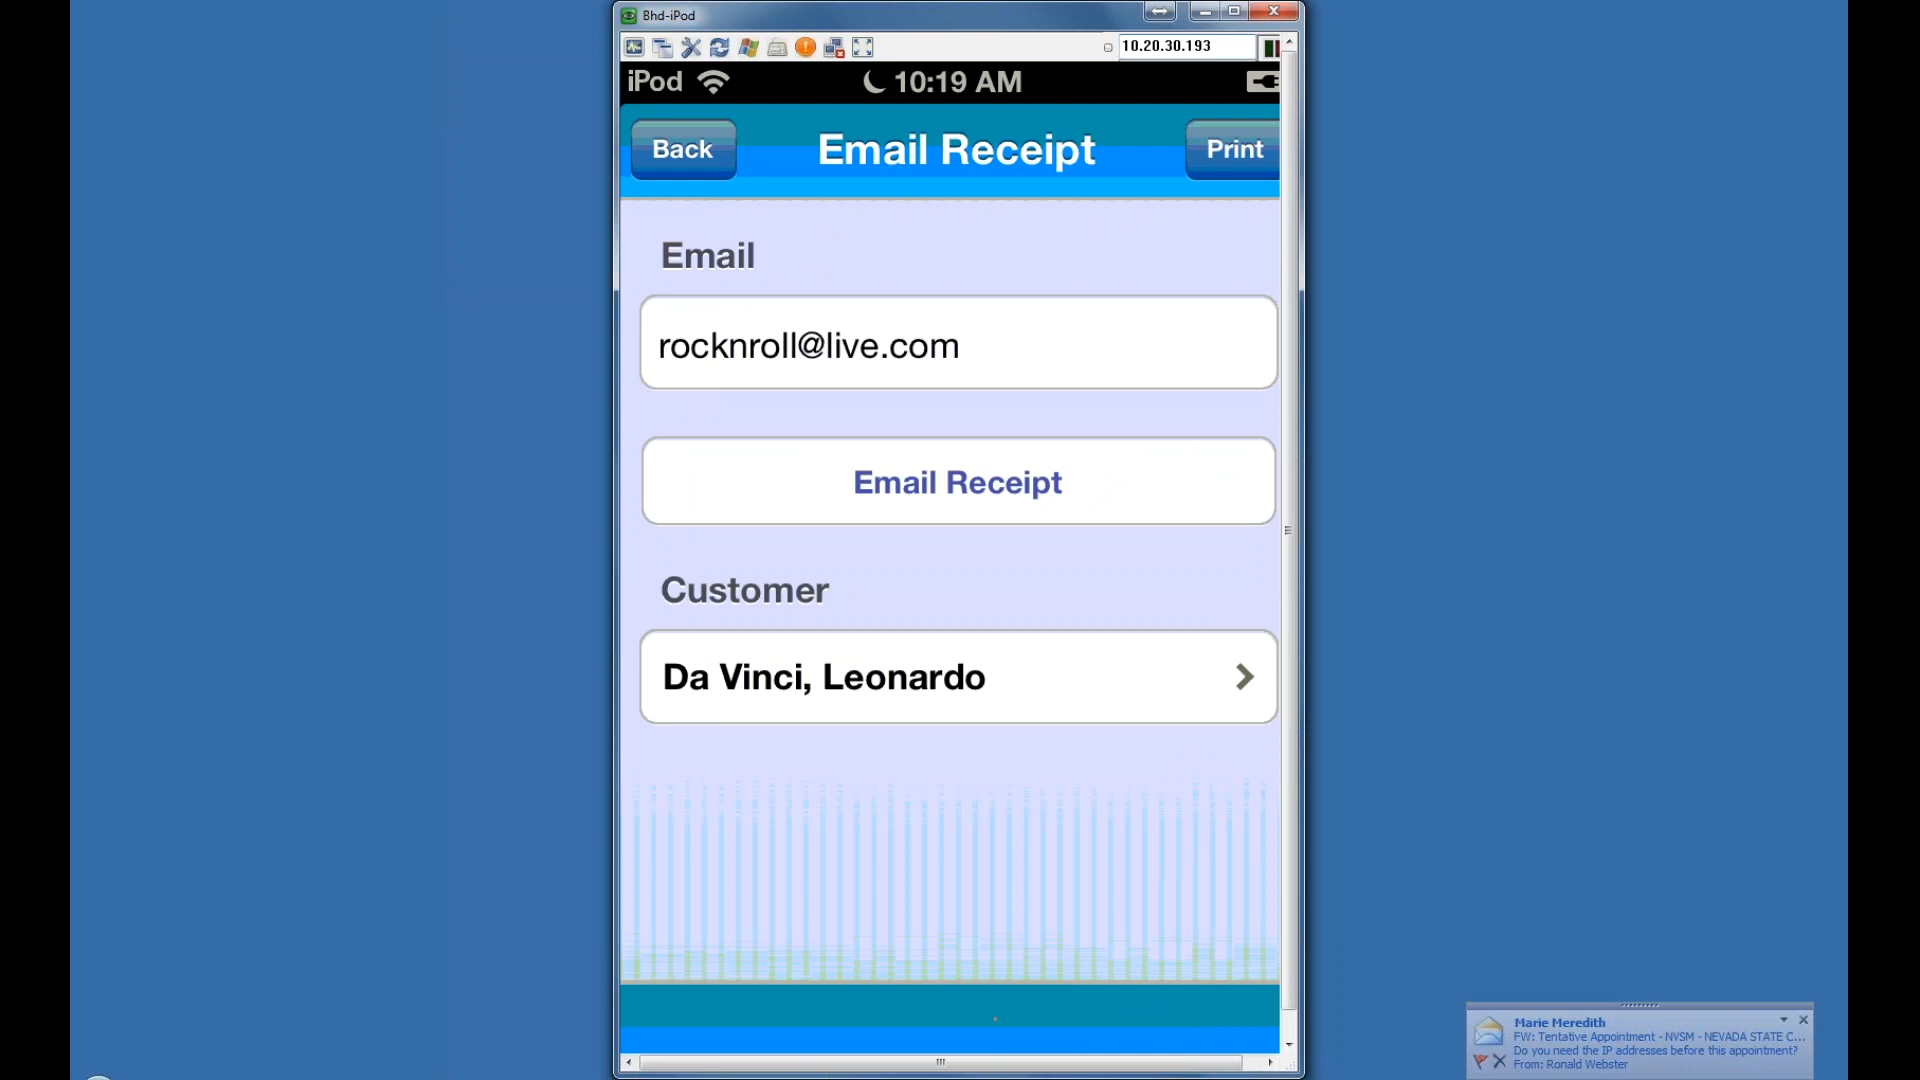 Bhd-iPod
10.20.30.193
iPod 10:19 AM
Back Email Receipt Print
Email
rocknroll@live.com
Email Receipt
Customer
Da Vinci, Leonardo
Marie Meredith
FW: Tentative Appointment - NVSM - NEVADA STATE C...
Do you need the IP addresses before this appointment?
From: Ronald Webster